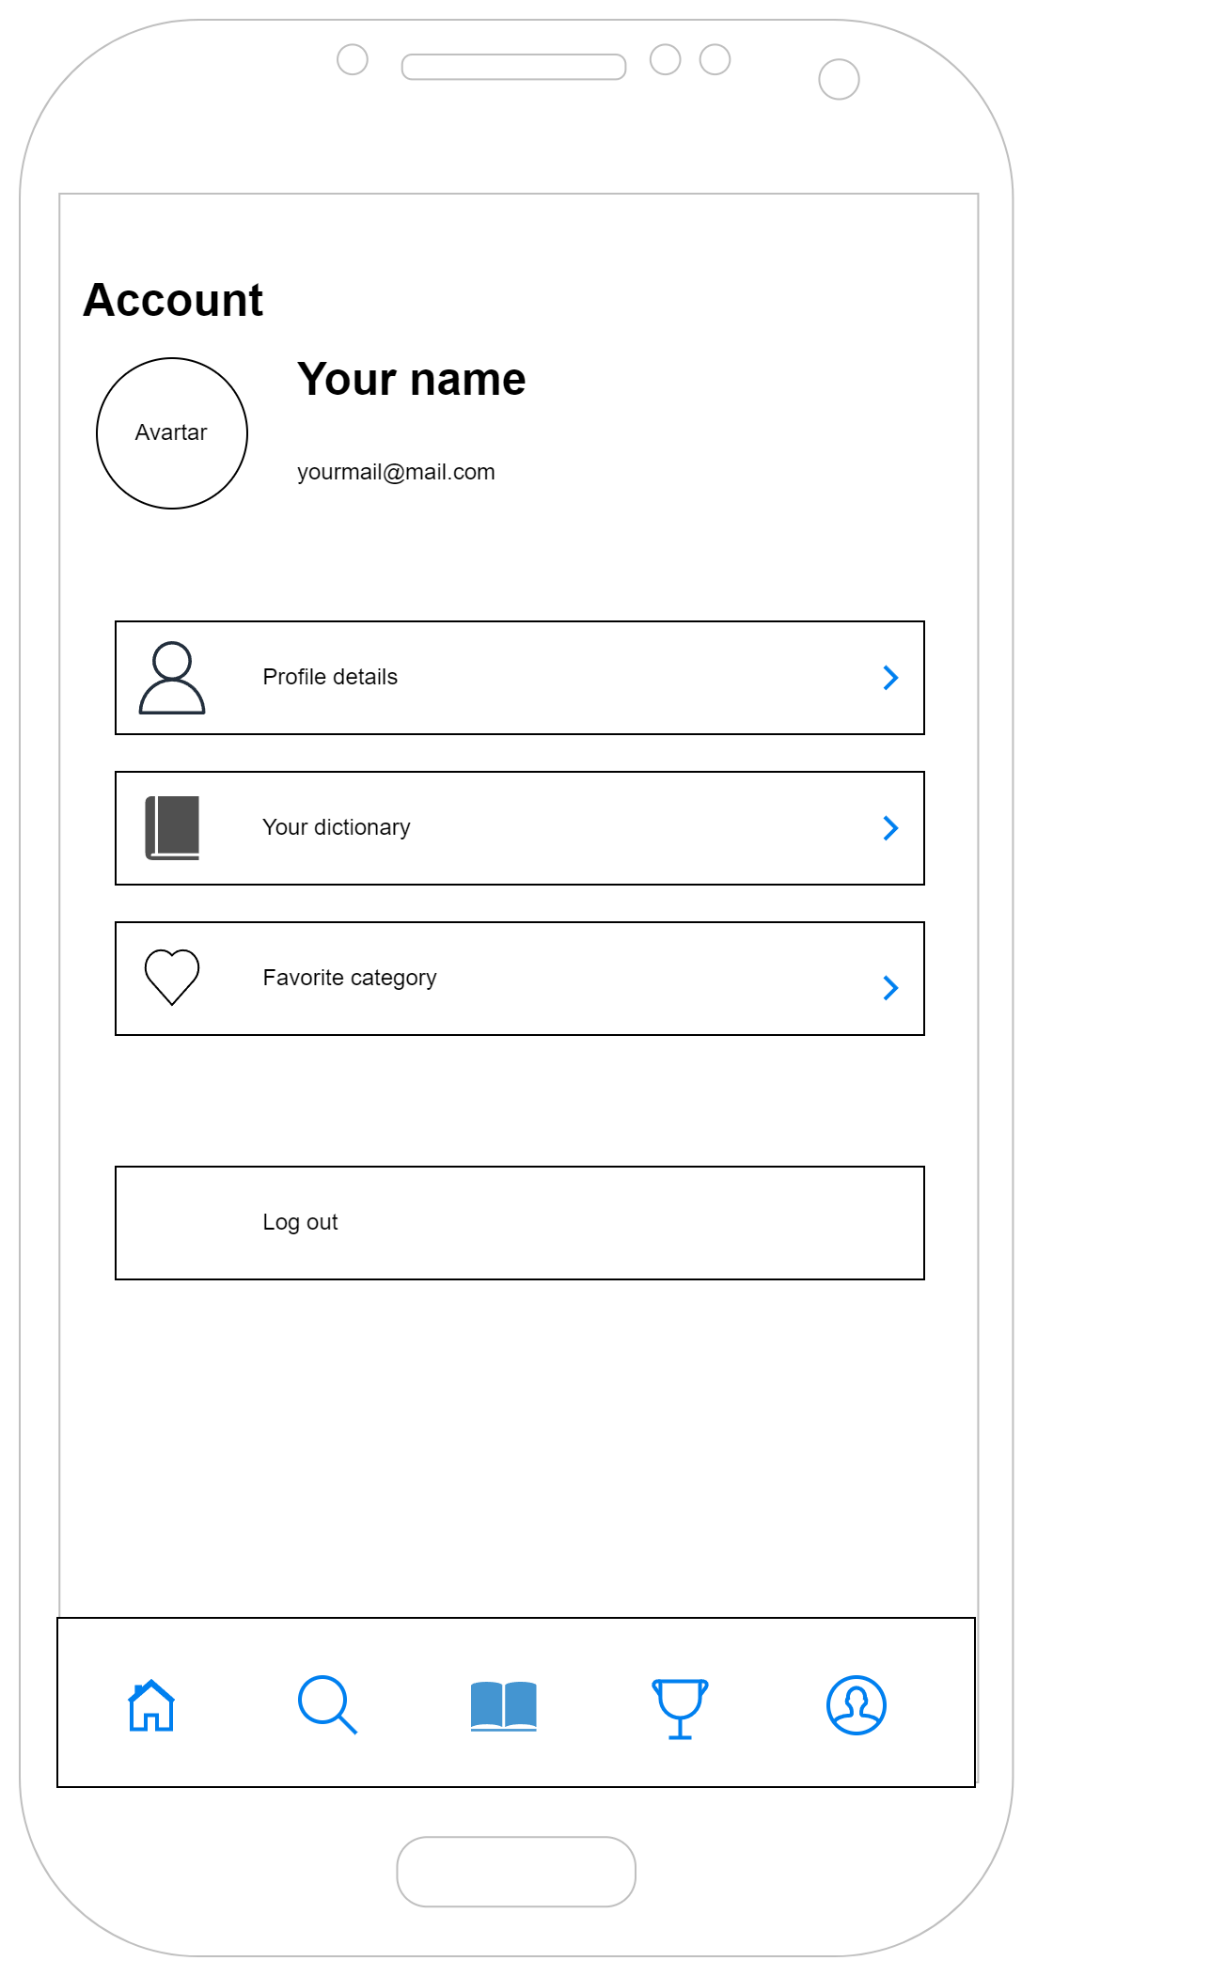 Account
Your name
Avartar
yourmail@mail.com
Profile details
Your dictionary
Favorite category
Log out